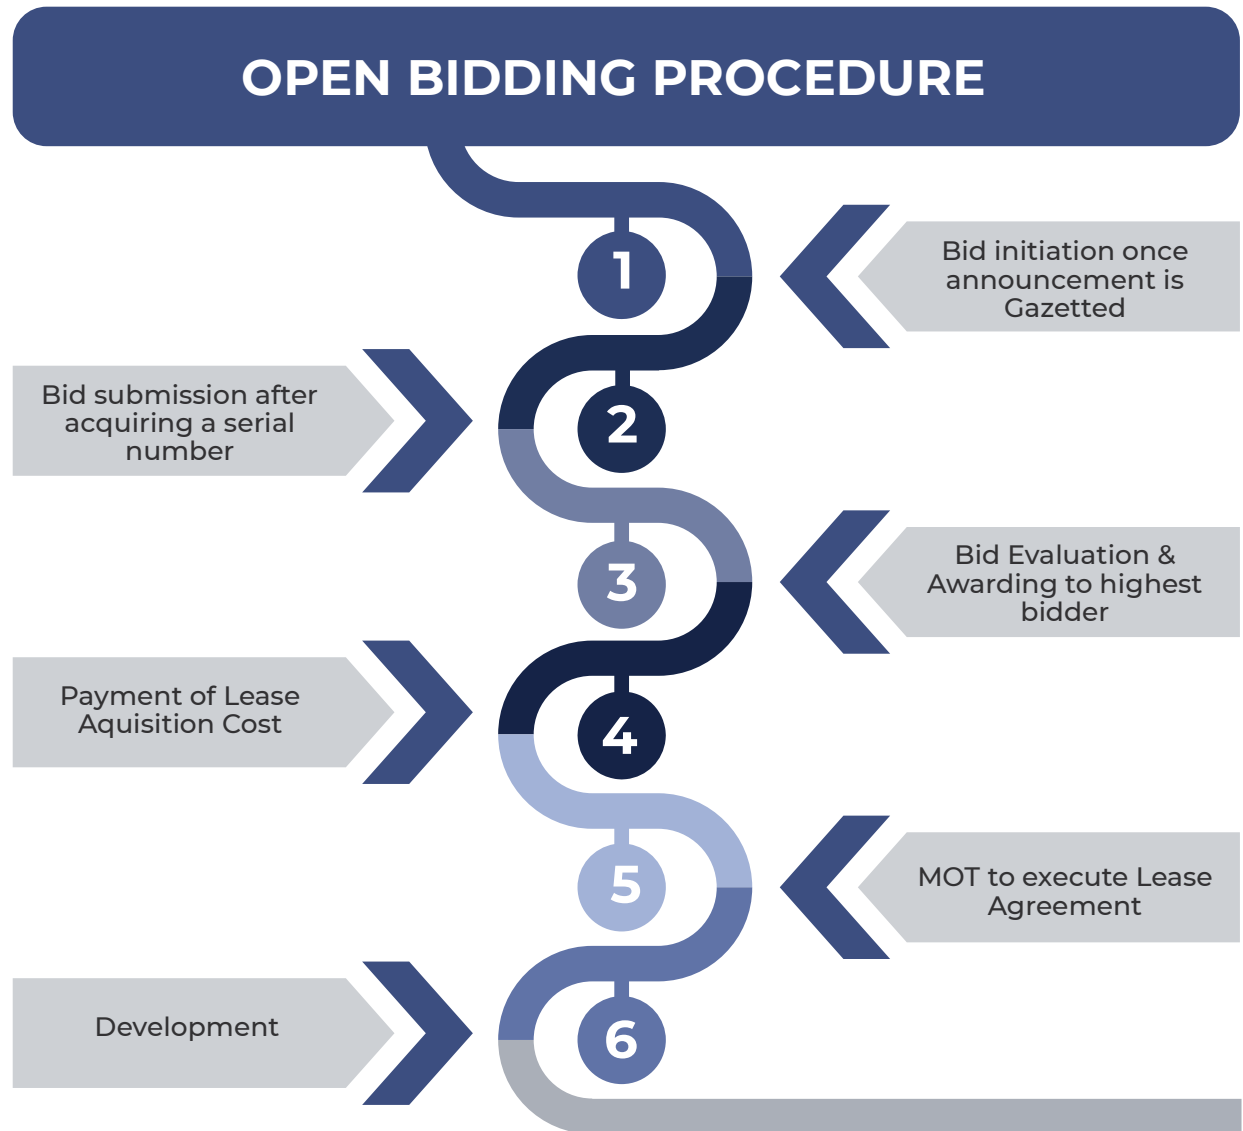 OPEN BIDDING PROCEDURE
1
Bid initiation once
announcement is
Gazetted
Bid submission after
acquiring a serial
number
2
3
Bid Evaluation &
Awarding to highest
bidder
Payment of Lease
Aquisition Cost
4
5
MOT to execute Lease
Agreement
Development
6